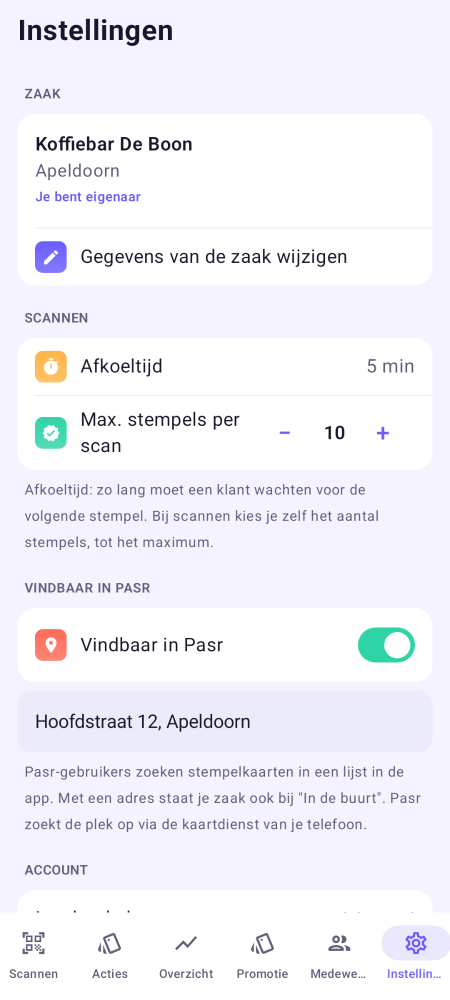 Instellingen
ZAAK
Koffiebar De Boon
Apeldoorn
Je bent eigenaar
Gegevens van de zaak wijzigen
SCANNEN
Afkoeltijd 5 min
Max. stempels per
scan
− 10 +
Afkoeltijd: zo lang moet een klant wachten voor de
volgende stempel. Bij scannen kies je zelf het aantal
stempels, tot het maximum.
VINDBAAR IN PASR
Vindbaar in Pasr
Hoofdstraat 12, Apeldoorn
Pasr-gebruikers zoeken stempelkaarten in een lijst in de
app. Met een adres staat je zaak ook bij "In de buurt". Pasr
zoekt de plek op via de kaartdienst van je telefoon.
ACCOUNT
Scannen Acties Overzicht Promotie Medewe... Instellin...